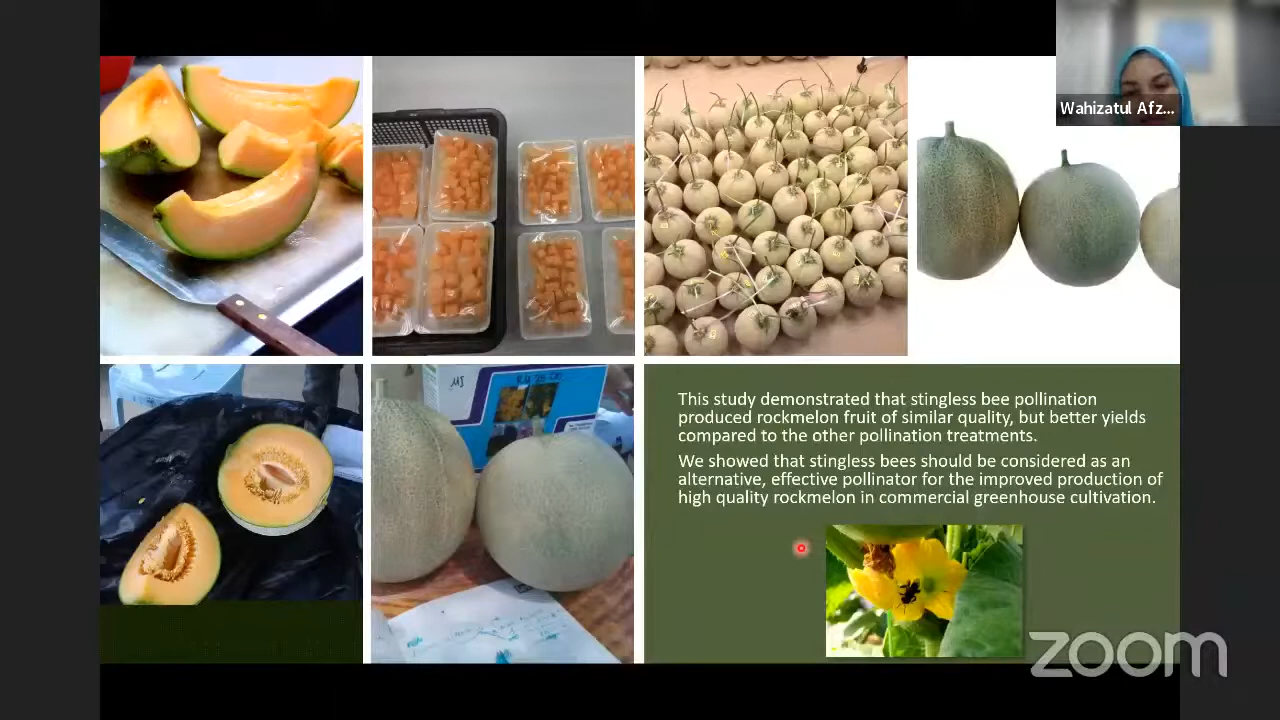 Wahizatul Afz...
This study demonstrated that stingless bee pollination
produced rockmelon fruit of similar quality, but better yields
compared to the other pollination treatments.
We showed that stingless bees should be considered as an
alternative, effective pollinator for the improved production of
high quality rockmelon in commercial greenhouse cultivation.
zoom